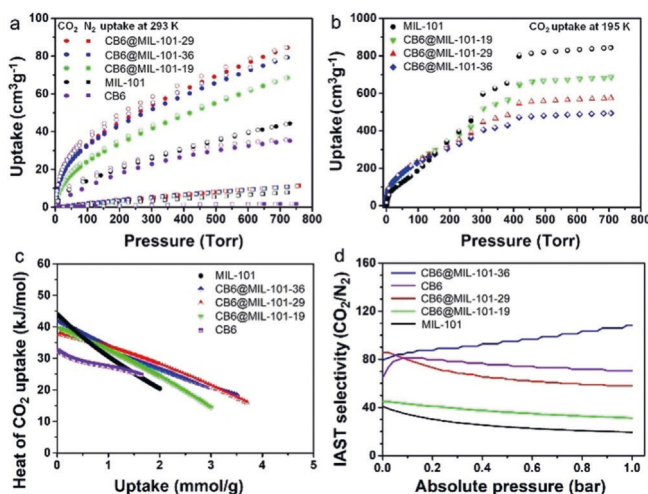 a
CO₂ N₂ uptake at 293 K
CB6@MIL-101-29
CB6@MIL-101-36
CB6@MIL-101-19
MIL-101
CB6
Uptake (cm³g⁻¹)
100
80
60
40
20
0
0 100 200 300 400 500 600 700 800
Pressure (Torr)
b
CO₂ uptake at 195 K
MIL-101
CB6@MIL-101-19
CB6@MIL-101-29
CB6@MIL-101-36
Uptake (cm³g⁻¹)
1000
800
600
400
200
0
0 100 200 300 400 500 600 700 800
Pressure (Torr)
c
MIL-101
CB6@MIL-101-36
CB6@MIL-101-29
CB6@MIL-101-19
CB6
Heat of CO₂ uptake (kJ/mol)
60
50
40
30
20
10
0
0 1 2 3 4 5
Uptake (mmol/g)
d
CB6@MIL-101-36
CB6
CB6@MIL-101-29
CB6@MIL-101-19
MIL-101
IAST selectivity (CO₂/N₂)
160
120
80
40
0
0.0 0.2 0.4 0.6 0.8 1.0
Absolute pressure (bar)